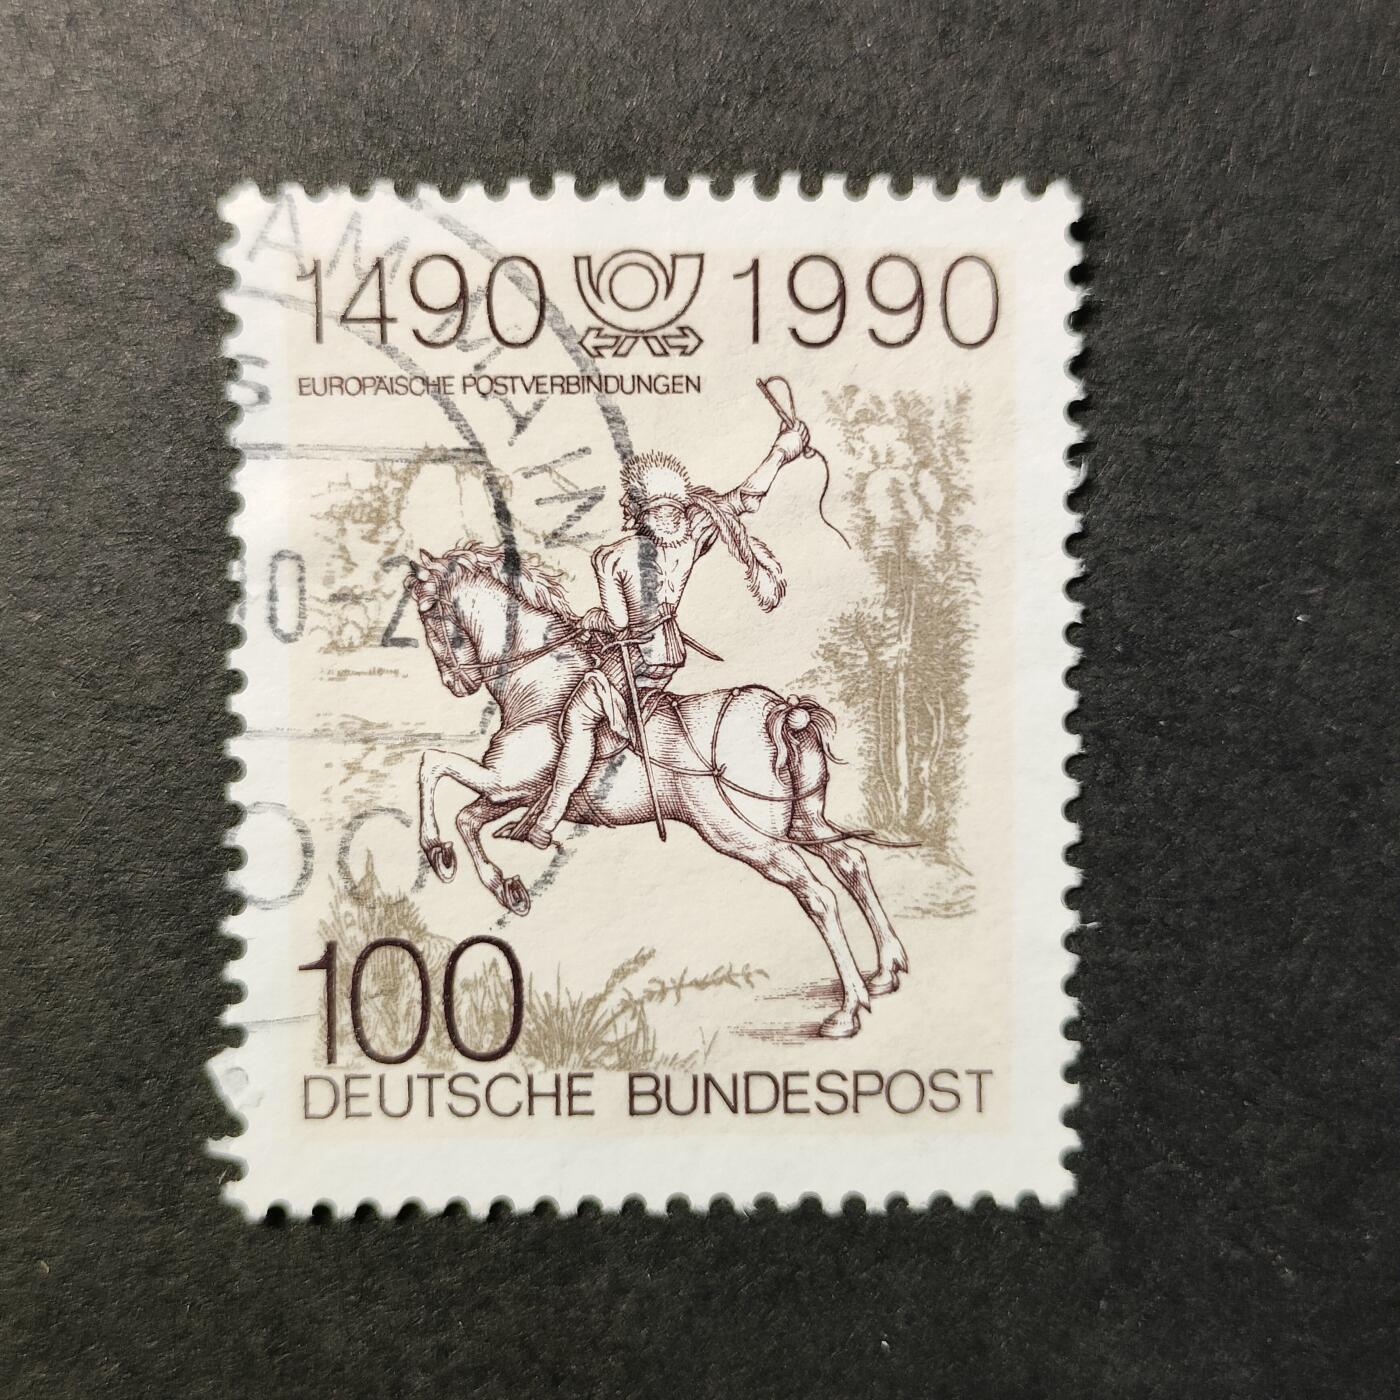 1490 1990
EUROPÄISCHE POSTVERBINDUNGEN
100
DEUTSCHE BUNDESPOST